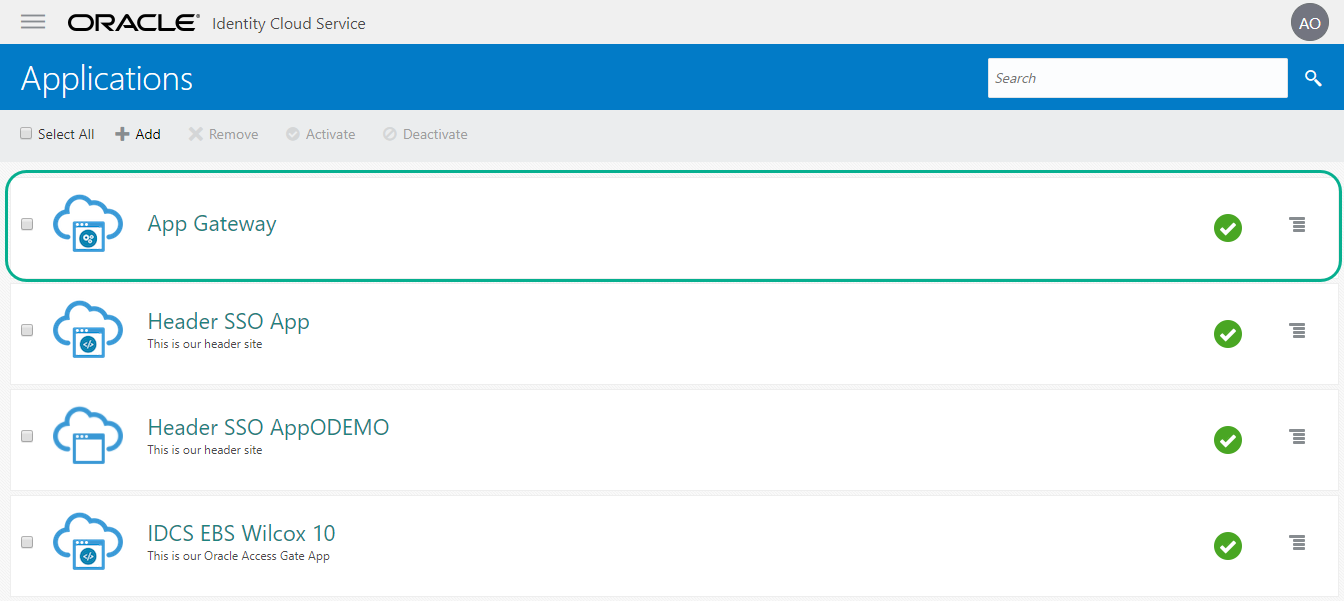 ORACLE® Identity Cloud Service
AO
Applications
Search
Select All Add Remove Activate Deactivate
App Gateway
Header SSO App
This is our header site
Header SSO AppODEMO
This is our header site
IDCS EBS Wilcox 10
This is our Oracle Access Gate App